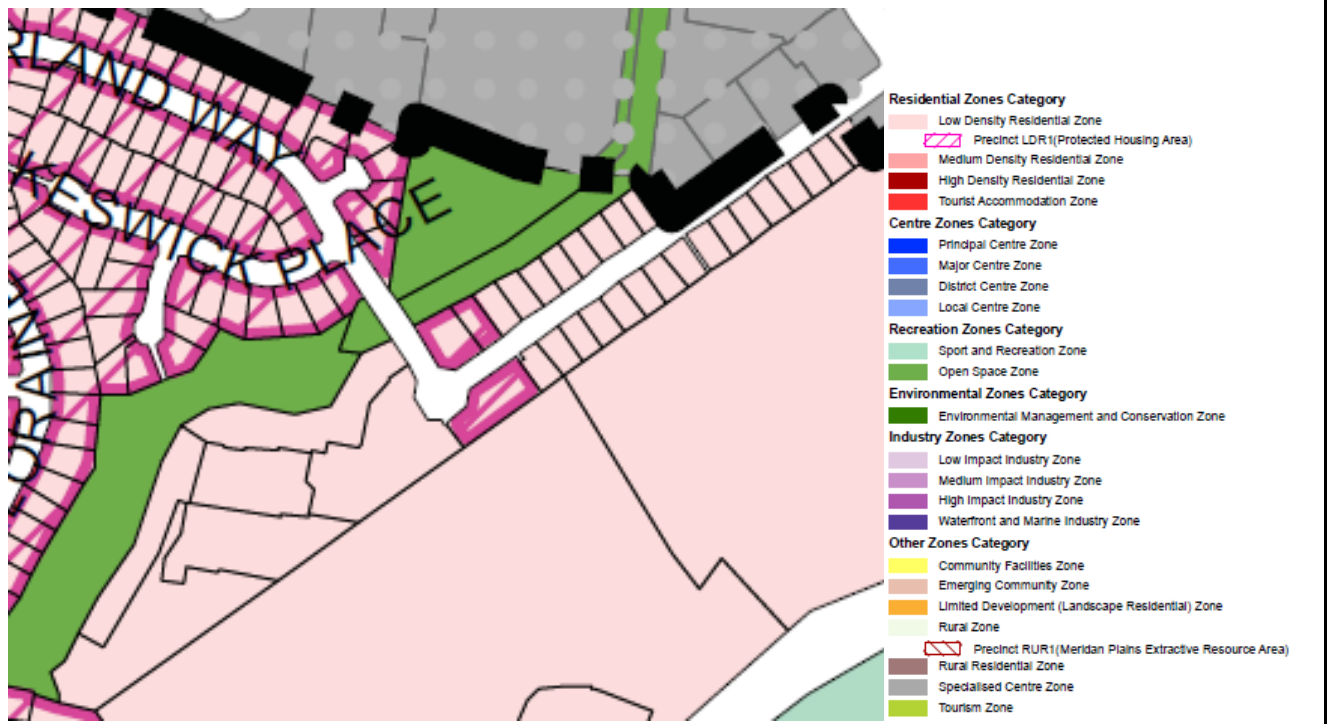 RLAND WAY
KESWICK PLACE
Residential Zones Category
Low Density Residential Zone
Precinct LDR1(Protected Housing Area)
Medium Density Residential Zone
High Density Residential Zone
Tourist Accommodation Zone
Centre Zones Category
Principal Centre Zone
Major Centre Zone
District Centre Zone
Local Centre Zone
Recreation Zones Category
Sport and Recreation Zone
Open Space Zone
Environmental Zones Category
Environmental Management and Conservation Zone
Industry Zones Category
Low Impact Industry Zone
Medium Impact Industry Zone
High Impact Industry Zone
Waterfront and Marine Industry Zone
Other Zones Category
Community Facilities Zone
Emerging Community Zone
Limited Development (Landscape Residential) Zone
Rural Zone
Precinct RUR1(Meridan Plains Extractive Resource Area)
Rural Residential Zone
Specialised Centre Zone
Tourism Zone